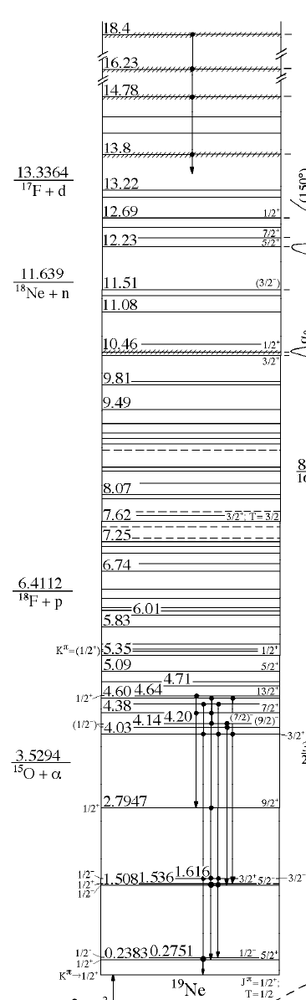 18.4
16.23
14.78
13.8
13.3364
¹⁷F + d
13.22
(150°)
12.69 1/2⁺
7/2⁺
12.23 5/2⁺
11.639
¹⁸Ne + n
11.51 (3/2⁻)
11.08
10.46 1/2⁺
3/2⁺
9.81
9.49
8.07
7.62 3/2⁺; T = 3/2
7.25
6.74
6.4112
¹⁸F + p
6.01
5.83
Kπ=(1/2⁺) 5.35 1/2⁺
5.09 5/2⁺
4.71
1/2⁺ 4.60 4.64 13/2⁺
4.38 7/2⁺
(1/2⁻) 4.14 4.20 (7/2)⁻ (9/2)⁻
4.03 3/2⁺
3.5294
¹⁵O + α
1/2⁺ 2.7947 9/2⁺
1.616
1/2⁻ 1.508 1.536 3/2⁺ 5/2⁻ 3/2⁻
1/2⁺
1/2⁻
1/2⁻ 0.2383 0.2751 1/2⁻ 5/2⁺
1/2⁺
Kπ→1/2⁺
¹⁹Ne
Jπ=1/2⁺;
T=1/2